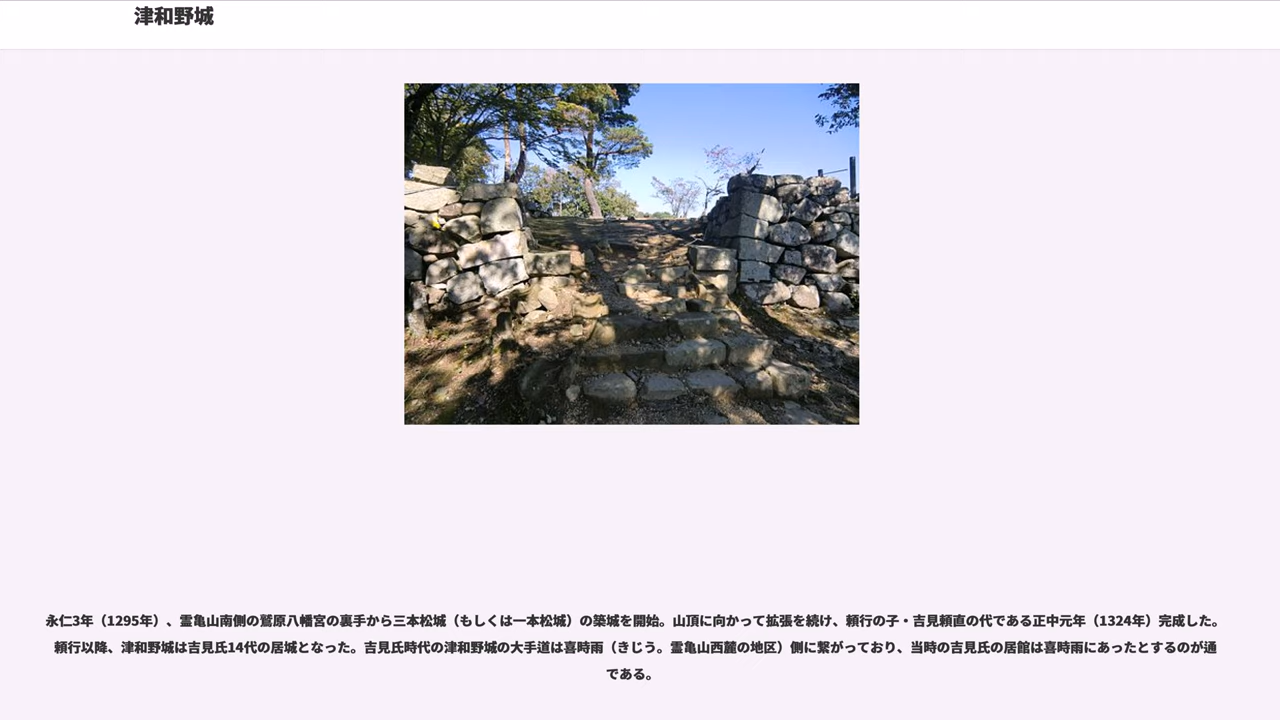 津和野城
永仁3年（1295年）、霊亀山南側の鷲原八幡宮の裏手から三本松城（もしくは一本松城）の築城を開始。山頂に向かって拡張を続け、頼行の子・吉見頼直の代である正中元年（1324年）完成した。
頼行以降、津和野城は吉見氏14代の居城となった。吉見氏時代の津和野城の大手道は喜時雨（きじう。霊亀山西麓の地区）側に繋がっており、当時の吉見氏の居館は喜時雨にあったとするのが通
である。